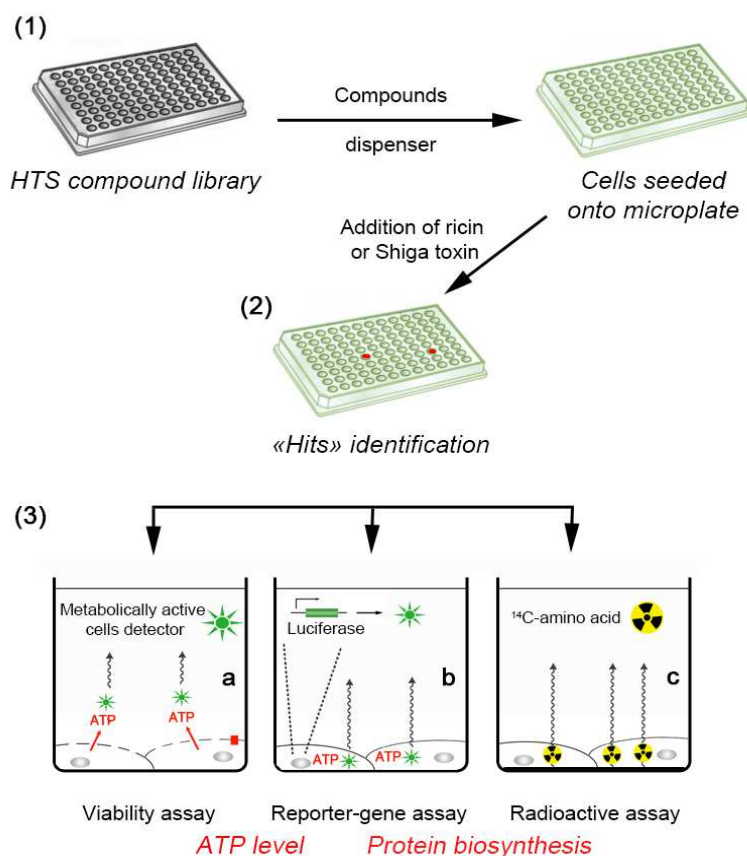 (1)
Compounds
dispenser
HTS compound library
Cells seeded
onto microplate
Addition of ricin
or Shiga toxin
(2)
«Hits» identification
(3)
Metabolically active
cells detector
a
ATP
ATP
Luciferase
b
ATP
ATP
¹⁴C-amino acid
c
Viability assay
Reporter-gene assay
Radioactive assay
ATP level
Protein biosynthesis